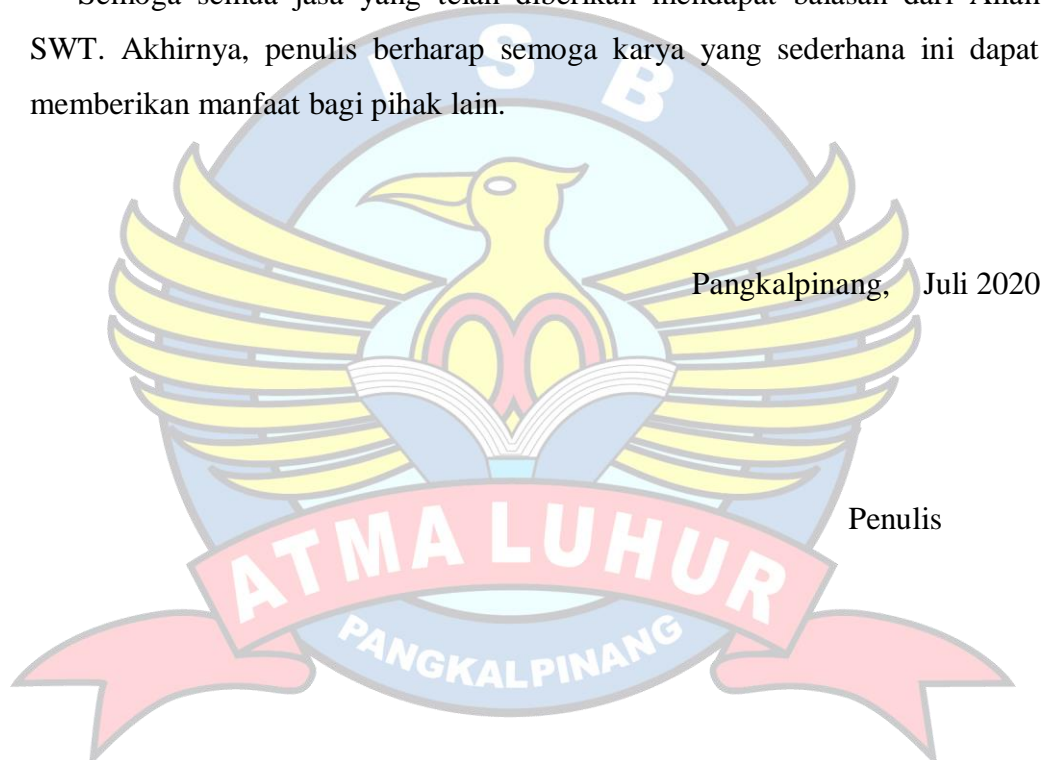 Semoga semua jasa yang telah diberikan mendapat balasan dari Allah
SWT. Akhirnya, penulis berharap semoga karya yang sederhana ini dapat
memberikan manfaat bagi pihak lain.
I S B
Pangkalpinang, Juli 2020
Penulis
ATMA LUHUR
PANGKALPINANG